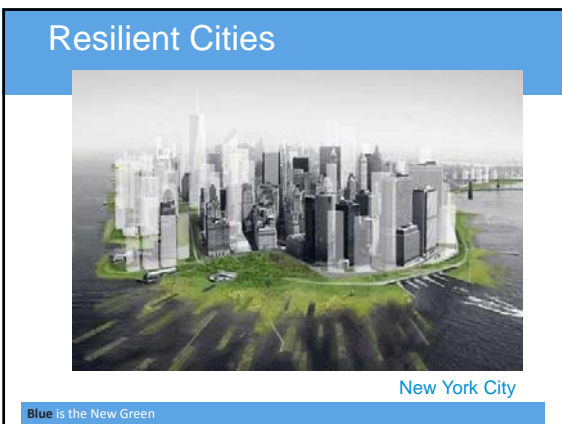 Resilient Cities
New York City
Blue is the New Green